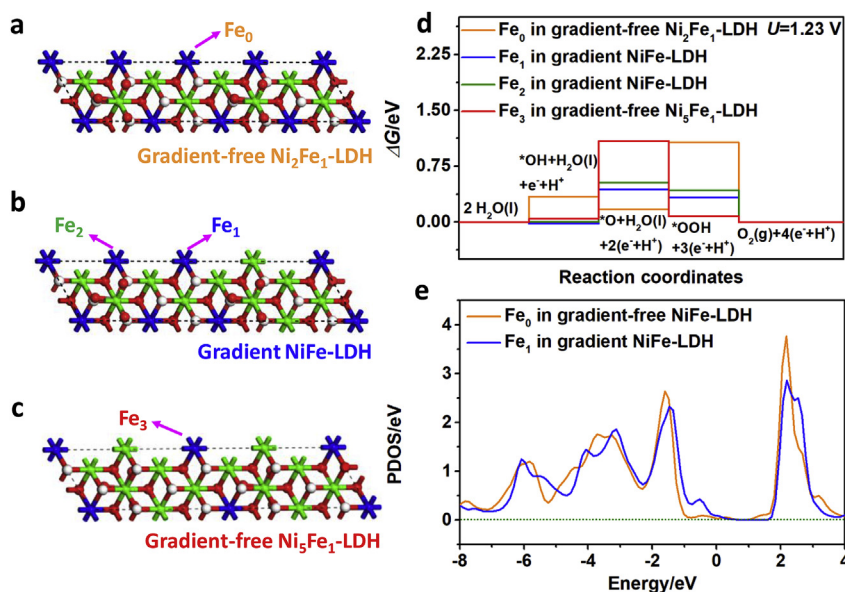 a
Fe₀
Gradient-free Ni₂Fe₁-LDH
b
Fe₂
Fe₁
Gradient NiFe-LDH
c
Fe₃
Gradient-free Ni₅Fe₁-LDH
d
Fe₀ in gradient-free Ni₂Fe₁-LDH U=1.23 V
Fe₁ in gradient NiFe-LDH
Fe₂ in gradient NiFe-LDH
Fe₃ in gradient-free Ni₅Fe₁-LDH
2.25
1.50
0.75
0.00
ΔG/eV
2 H₂O(l)
*OH+H₂O(l)
+e⁻+H⁺
*O+H₂O(l)
+2(e⁻+H⁺)
*OOH
+3(e⁻+H⁺)
O₂(g)+4(e⁻+H⁺)
Reaction coordinates
e
Fe₀ in gradient-free NiFe-LDH
Fe₁ in gradient NiFe-LDH
4
3
2
1
0
PDOS/eV
-8 -6 -4 -2 0 2 4
Energy/eV